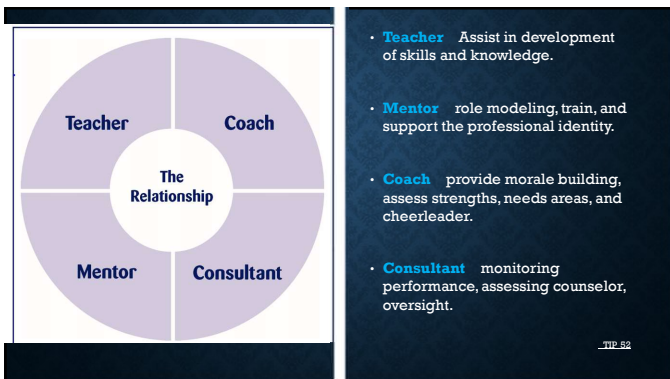 Teacher
Coach
The
Relationship
Mentor
Consultant
• Teacher Assist in development
of skills and knowledge.
• Mentor role modeling, train, and
support the professional identity.
• Coach provide morale building,
assess strengths, needs areas, and
cheerleader.
• Consultant monitoring
performance, assessing counselor,
oversight.
TIP 52